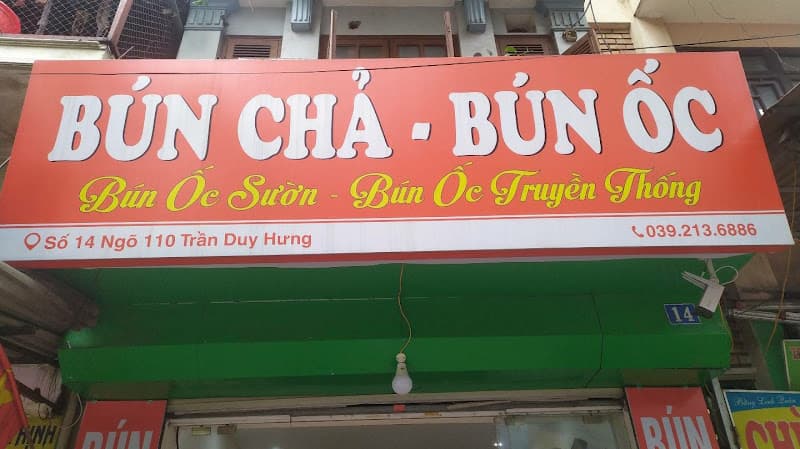 BÚN CHẢ - BÚN ỐC
Bún Ốc Sườn - Bún Ốc Truyền Thống
Số 14 Ngõ 110 Trần Duy Hưng
039.213.6886
14
BÚN
BÚN